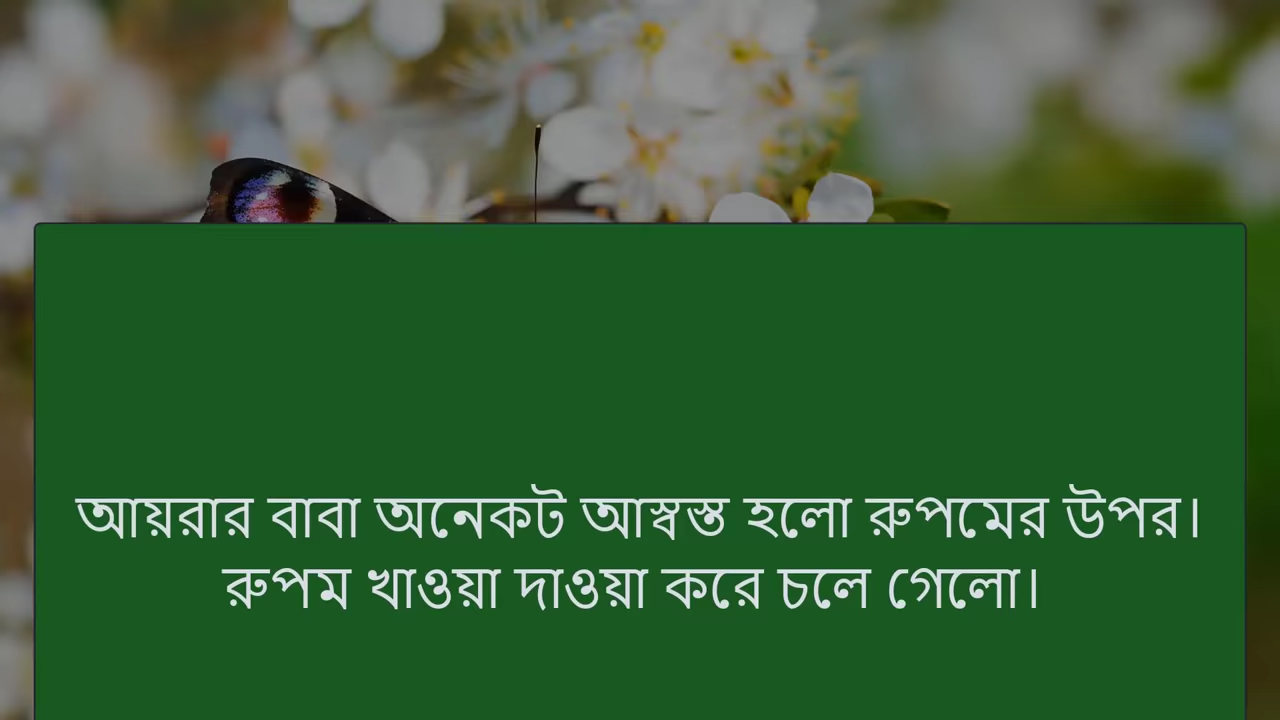 আয়রার বাবা অনেকট আস্বস্ত হলো রুপমের উপর।
রুপম খাওয়া দাওয়া করে চলে গেলো।